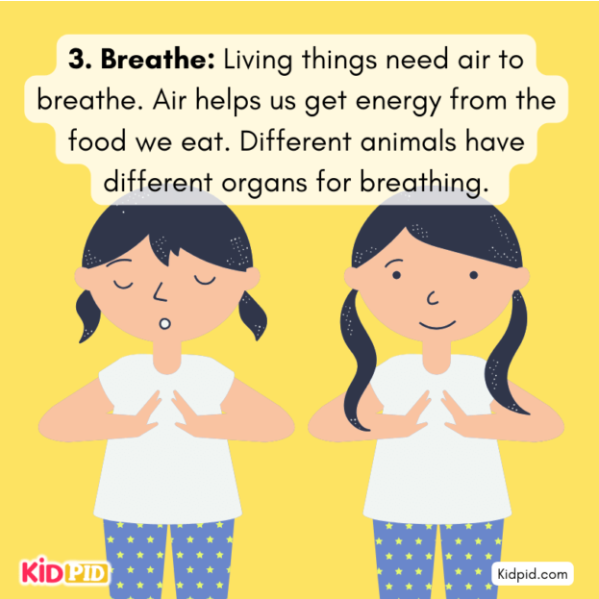 3. Breathe: Living things need air to
breathe. Air helps us get energy from the
food we eat. Different animals have
different organs for breathing.
KiDPID
Kidpid.com